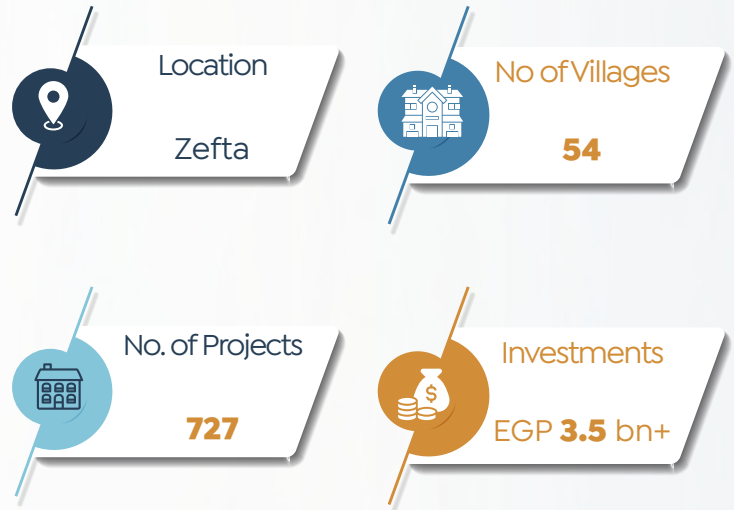 Location
Zefta
No of Villages
54
No. of Projects
727
Investments
EGP 3.5 bn+